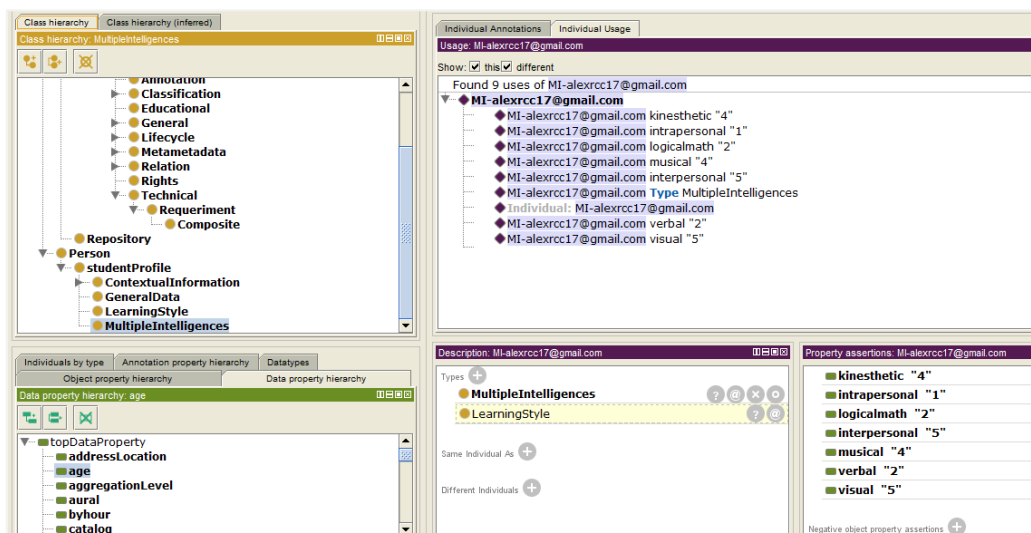 Class hierarchy
Class hierarchy (inferred)
Class hierarchy: MultipleIntelligences
Annotation
Classification
Educational
General
Lifecycle
Metametadata
Relation
Rights
Technical
Requeriment
Composite
Repository
Person
studentProfile
ContextualInformation
GeneralData
LearningStyle
MultipleIntelligences
Individual Annotations
Individual Usage
Usage: MI-alexrcc17@gmail.com
Show: this different
Found 9 uses of MI-alexrcc17@gmail.com
MI-alexrcc17@gmail.com
MI-alexrcc17@gmail.com kinesthetic "4"
MI-alexrcc17@gmail.com intrapersonal "1"
MI-alexrcc17@gmail.com logicalmath "2"
MI-alexrcc17@gmail.com musical "4"
MI-alexrcc17@gmail.com interpersonal "5"
MI-alexrcc17@gmail.com Type MultipleIntelligences
Individual: MI-alexrcc17@gmail.com
MI-alexrcc17@gmail.com verbal "2"
MI-alexrcc17@gmail.com visual "5"
Individuals by type
Annotation property hierarchy
Datatypes
Object property hierarchy
Data property hierarchy
Data property hierarchy: age
topDataProperty
addressLocation
age
aggregationLevel
aural
byhour
catalog
Description: MI-alexrcc17@gmail.com
Types
MultipleIntelligences
LearningStyle
Same Individual As
Different Individuals
Property assertions: MI-alexrcc17@gmail.com
kinesthetic "4"
intrapersonal "1"
logicalmath "2"
interpersonal "5"
musical "4"
verbal "2"
visual "5"
Negative object property assertions